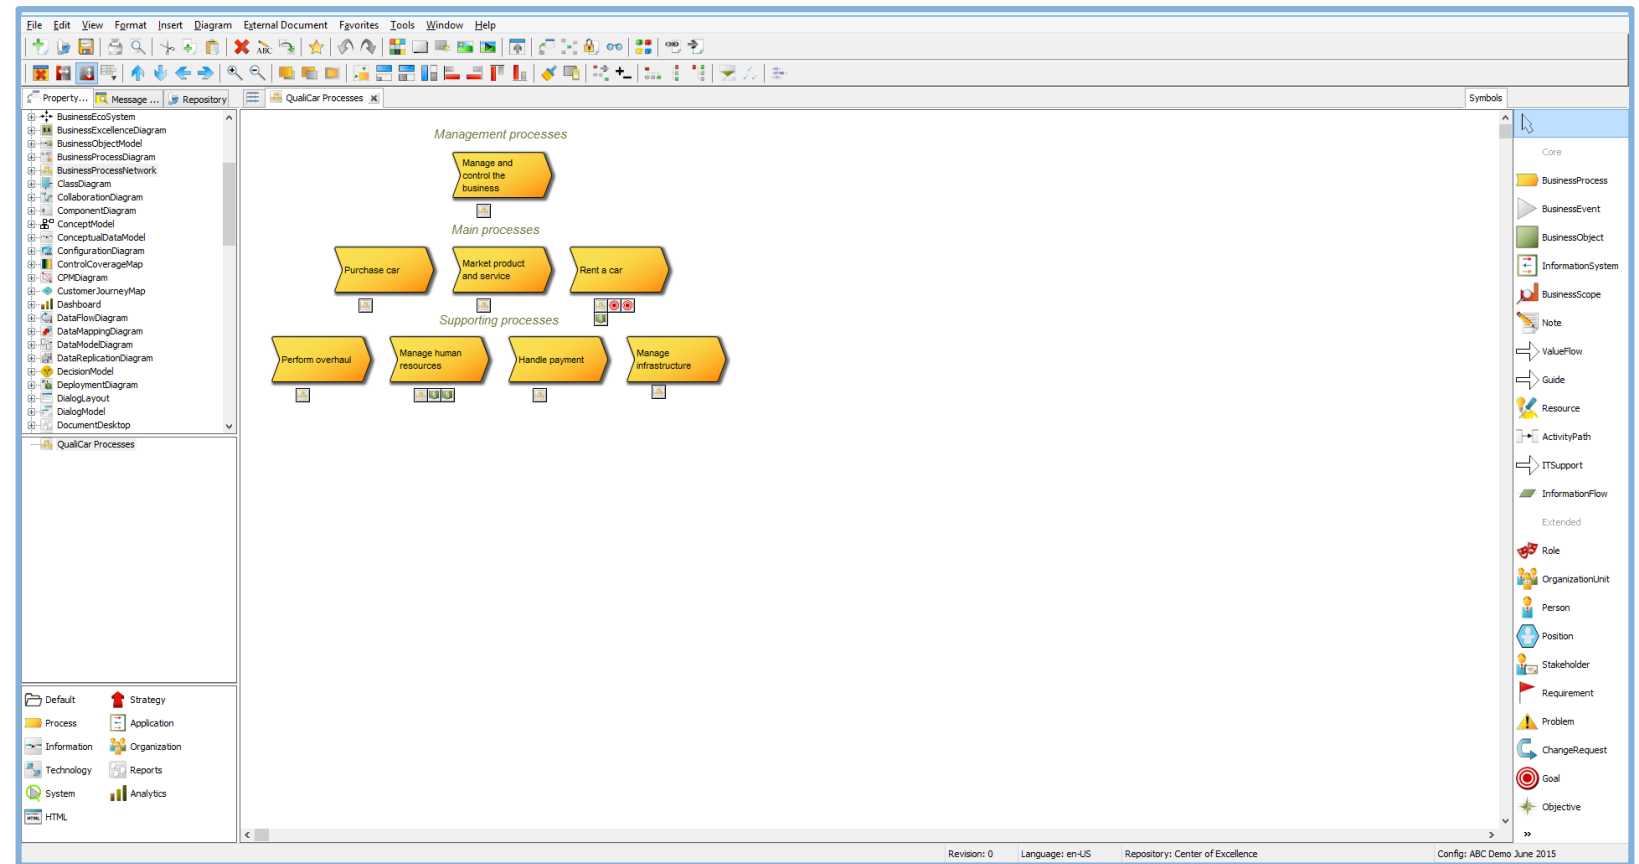 File Edit View Format Insert Diagram External Document Favorites Tools Window Help
Property... Message ... Repository QualiCar Processes Symbols
BusinessEcoSystem
BusinessExcellenceDiagram
BusinessObjectModel
BusinessProcessDiagram
BusinessProcessNetwork
ClassDiagram
CollaborationDiagram
ComponentDiagram
ConceptModel
ConceptualDataModel
ConfigurationDiagram
ControlCoverageMap
CPMDiagram
CustomerJourneyMap
Dashboard
DataFlowDiagram
DataMappingDiagram
DataModelDiagram
DataReplicationDiagram
DecisionModel
DeploymentDiagram
DialogLayout
DialogModel
DocumentDesktop
QualiCar Processes
Default Strategy
Process Application
Information Organization
Technology Reports
System Analytics
HTML
Management processes
Manage and
control the
business
Main processes
Purchase car
Market product
and service
Rent a car
Supporting processes
Perform overhaul
Manage human
resources
Handle payment
Manage
infrastructure
Core
BusinessProcess
BusinessEvent
BusinessObject
InformationSystem
BusinessScope
Note
ValueFlow
Guide
Resource
ActivityPath
ITSupport
InformationFlow
Extended
Role
OrganizationUnit
Person
Position
Stakeholder
Requirement
Problem
ChangeRequest
Goal
Objective
Revision: 0 Language: en-US Repository: Center of Excellence Config: ABC Demo June 2015